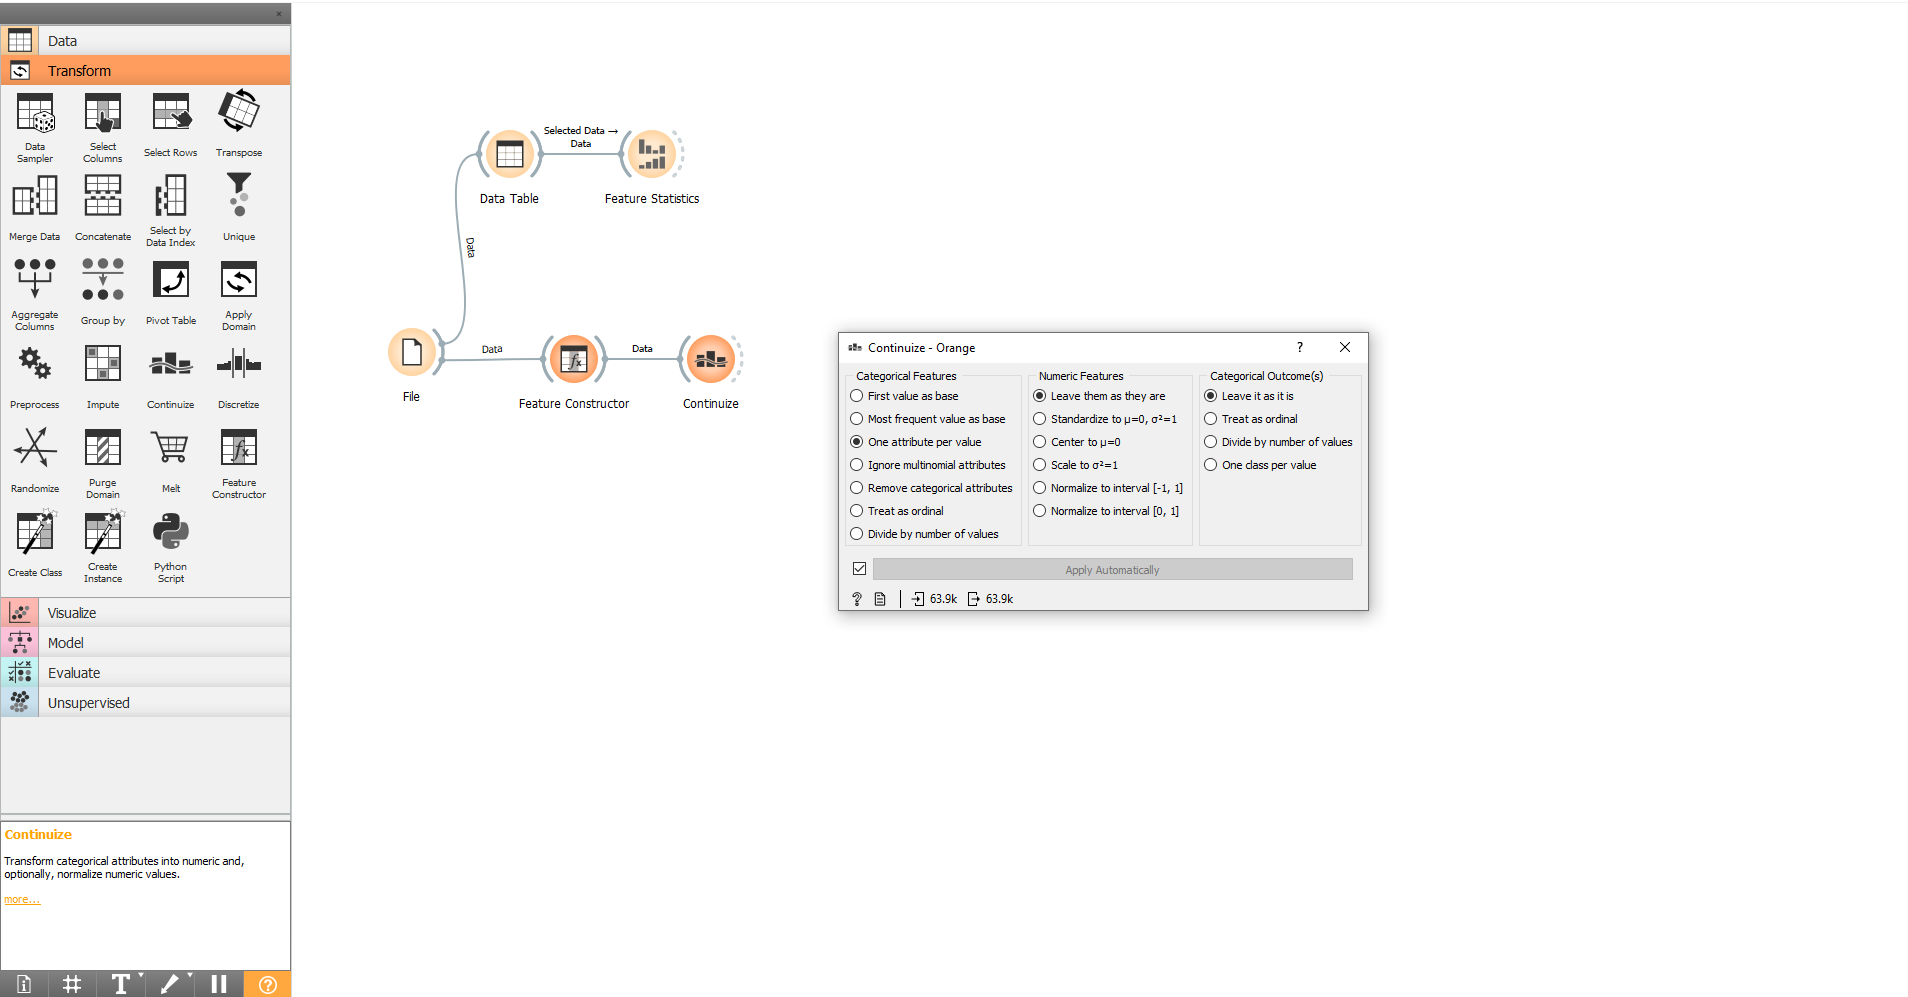 Data
Transform
Data
Sampler
Select
Columns
Select Rows
Transpose
Merge Data
Concatenate
Select by
Data Index
Unique
Aggregate
Columns
Group by
Pivot Table
Apply
Domain
Preprocess
Impute
Continuize
Discretize
Randomize
Purge
Domain
Melt
Feature
Constructor
Create Class
Create
Instance
Python
Script
Visualize
Model
Evaluate
Unsupervised
Continuize
Transform categorical attributes into numeric and,
optionally, normalize numeric values.
more...
Selected Data →
Data
Data Table
Feature Statistics
Data
Data
Data
File
Feature Constructor
Continuize
Continuize - Orange
Categorical Features
First value as base
Most frequent value as base
One attribute per value
Ignore multinomial attributes
Remove categorical attributes
Treat as ordinal
Divide by number of values
Numeric Features
Leave them as they are
Standardize to μ=0, σ²=1
Center to μ=0
Scale to σ²=1
Normalize to interval [-1, 1]
Normalize to interval [0, 1]
Categorical Outcome(s)
Leave it as it is
Treat as ordinal
Divide by number of values
One class per value
Apply Automatically
? 63.9k 63.9k